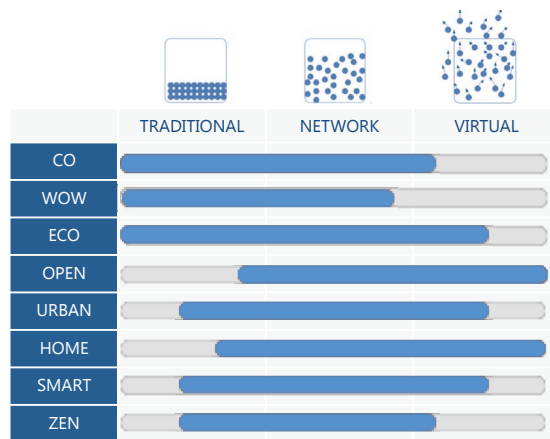 TRADITIONAL NETWORK VIRTUAL
CO
WOW
ECO
OPEN
URBAN
HOME
SMART
ZEN